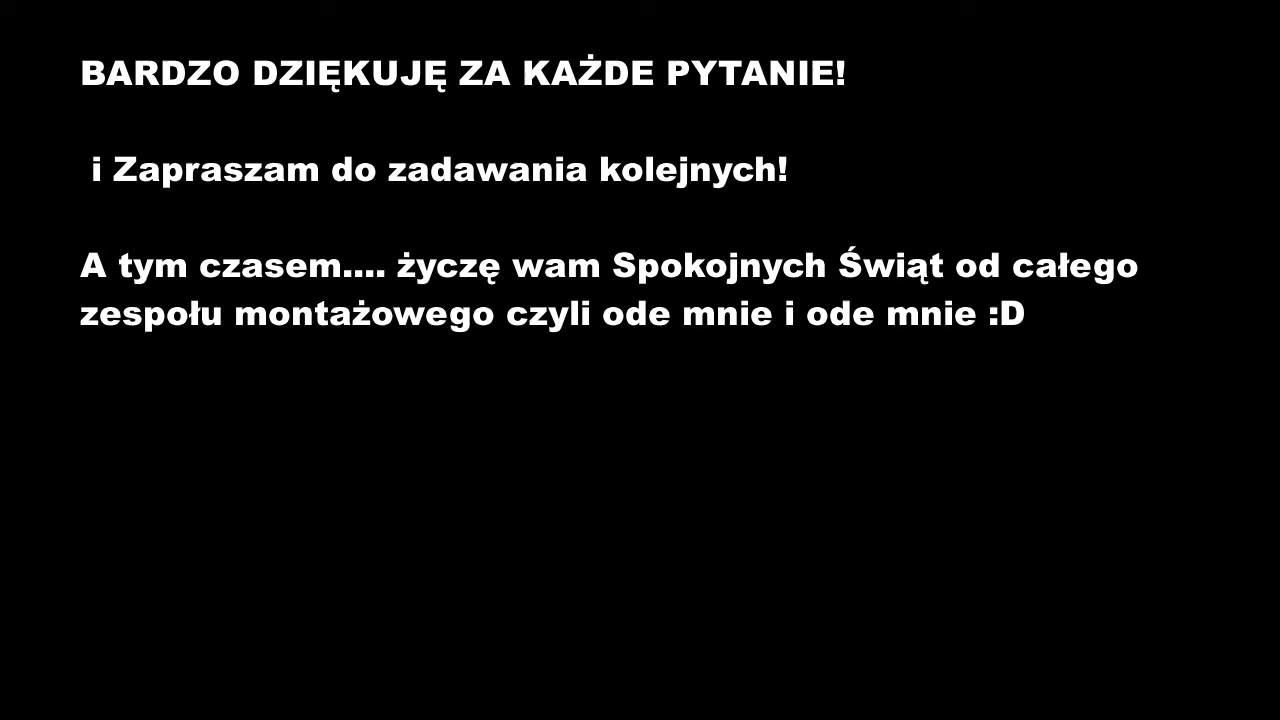 BARDZO DZIĘKUJĘ ZA KAŻDE PYTANIE!
i Zapraszam do zadawania kolejnych!
A tym czasem.... życzę wam Spokojnych Świąt od całego
zespołu montażowego czyli ode mnie i ode mnie :D